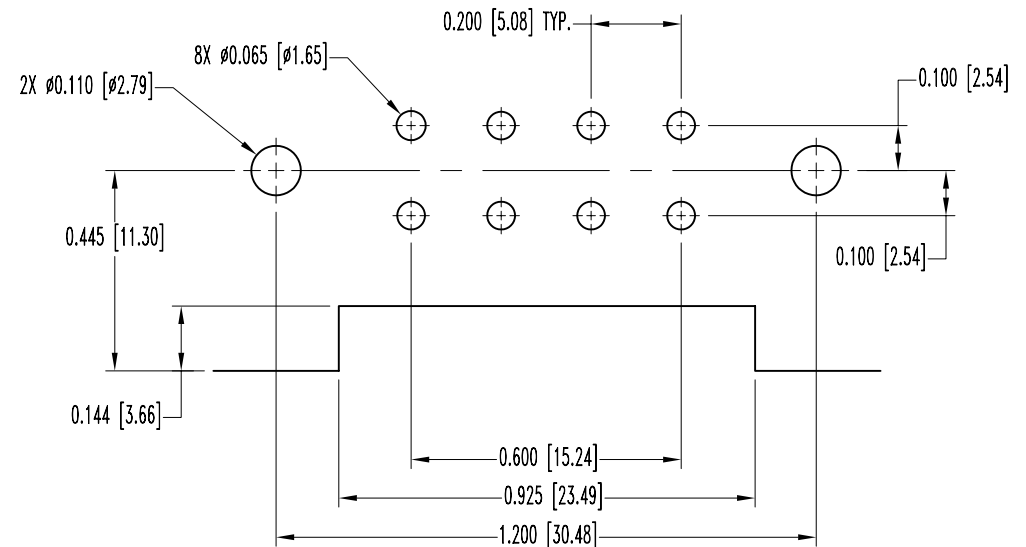 0.200 [5.08] TYP.
8X ø0.065 [ø1.65]
2X ø0.110 [ø2.79]
0.100 [2.54]
0.445 [11.30]
0.100 [2.54]
0.144 [3.66]
0.600 [15.24]
0.925 [23.49]
1.200 [30.48]